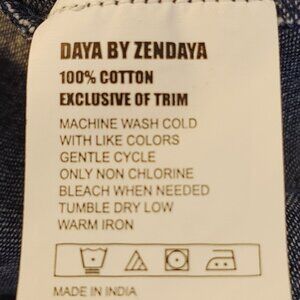 DAYA BY ZENDAYA
100% COTTON
EXCLUSIVE OF TRIM
MACHINE WASH COLD
WITH LIKE COLORS
GENTLE CYCLE
ONLY NON CHLORINE
BLEACH WHEN NEEDED
TUMBLE DRY LOW
WARM IRON
MADE IN INDIA